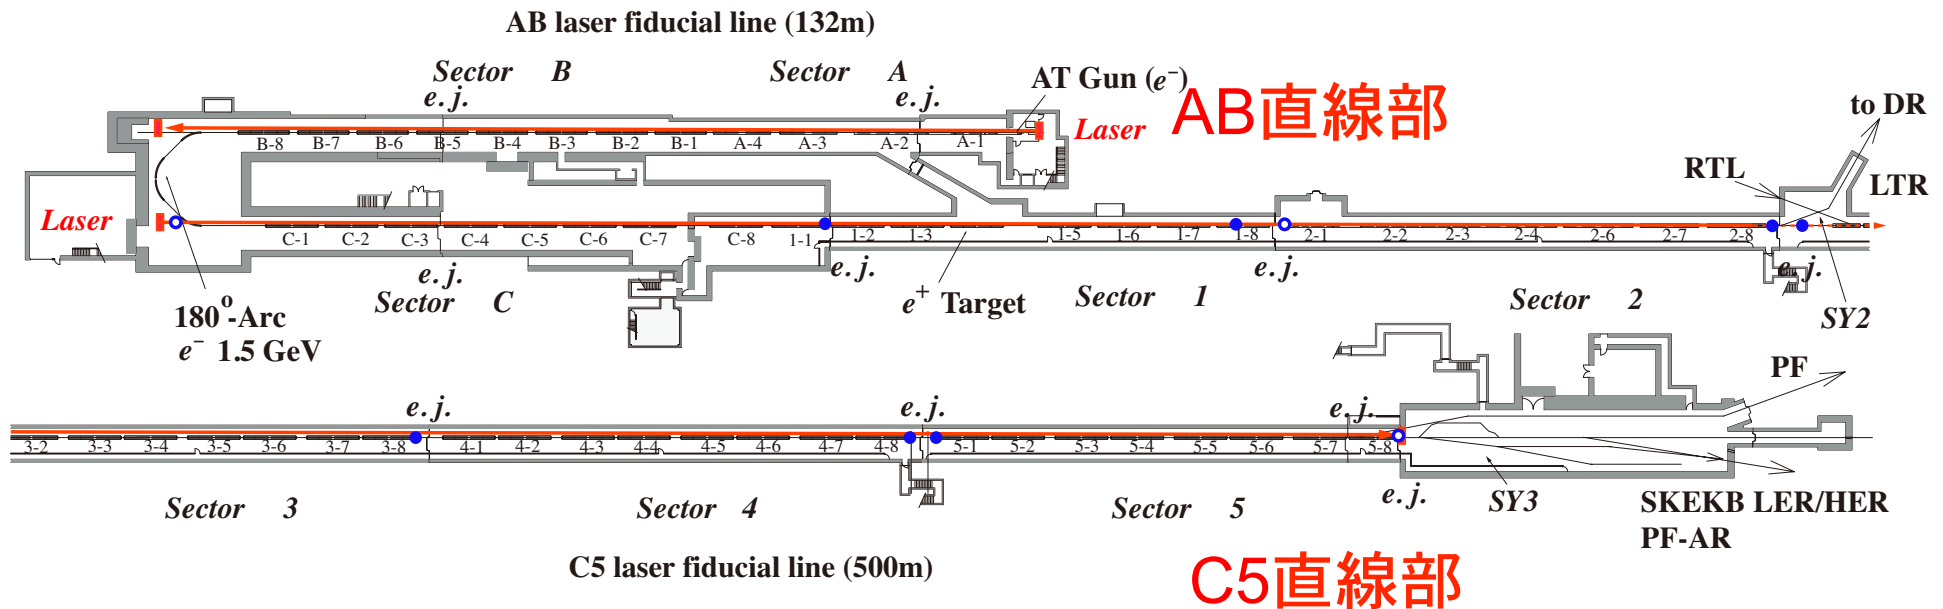 AB laser fiducial line (132m)
Sector B
Sector A
AT Gun (e⁻)
AB直線部
e. j.
e. j.
Laser
to DR
B-8 B-7 B-6 B-5 B-4 B-3 B-2 B-1 A-4 A-3 A-2 A-1
RTL
LTR
Laser
C-1 C-2 C-3 C-4 C-5 C-6 C-7 C-8 1-1 1-2 1-3 1-5 1-6 1-7 1-8 2-1 2-2 2-3 2-4 2-6 2-7 2-8
e. j.
e. j.
e. j.
e. j.
Sector C
e⁺ Target
Sector 1
Sector 2
SY2
180°-Arc
e⁻ 1.5 GeV
PF
e. j.
e. j.
e. j.
3-2 3-3 3-4 3-5 3-6 3-7 3-8 4-1 4-2 4-3 4-4 4-5 4-6 4-7 4-8 5-1 5-2 5-3 5-4 5-5 5-6 5-7 5-8
e. j.
Sector 3
Sector 4
Sector 5
SY3
SKEKB LER/HER
PF-AR
C5 laser fiducial line (500m)
C5直線部